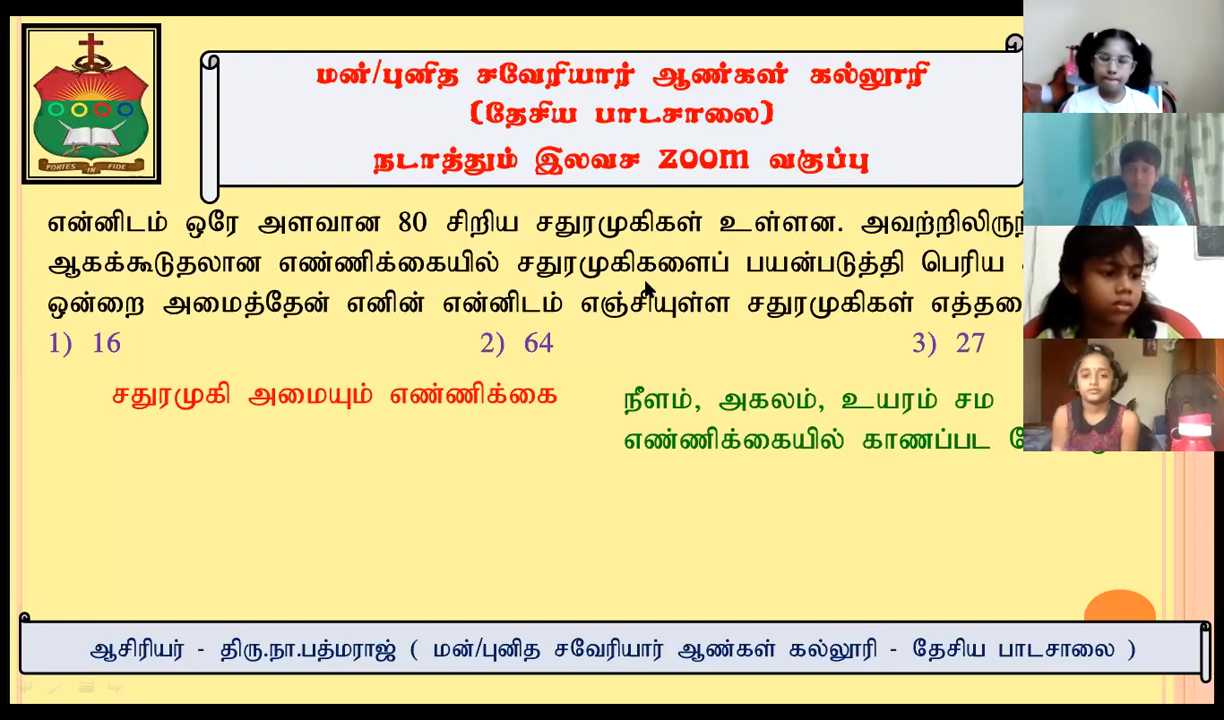 மன்/புனித சவேரியார் ஆண்கள் கல்லூரி
(தேசிய பாடசாலை)
நடாத்தும் இலவச ZOOM வகுப்பு
என்னிடம் ஒரே அளவான 80 சிறிய சதுரமுகிகள் உள்ளன.
ஆகக்கூடுதலான எண்ணிக்கையில் சதுரமுகிகளைப் பயன்படுத்தி பெரிய
ஒன்றை அமைத்தேன் எனின் என்னிடம் எஞ்சியுள்ள சதுரமுகிகள்
1) 16 2) 64 3) 27
சதுரமுகி அமையும் எண்ணிக்கை
நீளம், அகலம், உயரம் சம
எண்ணிக்கையில் காணப்பட
FORTES IN FIDE
ஆசிரியர் - திரு.நா.பத்மராஜ் ( மன்/புனித சவேரியார் ஆண்கள் கல்லூரி - தேசிய பாடசாலை )